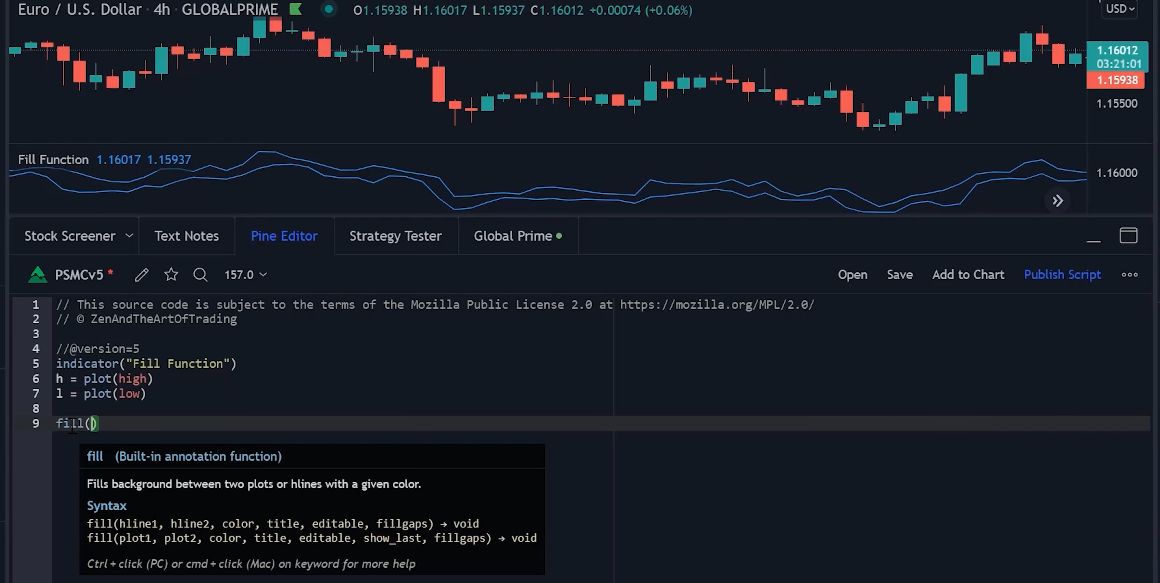 Euro / U.S. Dollar · 4h · GLOBALPRIME O1.15938 H1.16017 L1.15937 C1.16012 +0.00074 (+0.06%) USD
1.16012
03:21:01
1.15938
1.15500
Fill Function 1.16017 1.15937
1.16000
Stock Screener Text Notes Pine Editor Strategy Tester Global Prime
PSMCv5 * 157.0 Open Save Add to Chart Publish Script
1 // This source code is subject to the terms of the Mozilla Public License 2.0 at https://mozilla.org/MPL/2.0/
2 // © ZenAndTheArtOfTrading
3
4 //@version=5
5 indicator("Fill Function")
6 h = plot(high)
7 l = plot(low)
8
9 fill()
fill (Built-in annotation function)
Fills background between two plots or hlines with a given color.
Syntax
fill(hline1, hline2, color, title, editable, fillgaps) → void
fill(plot1, plot2, color, title, editable, show_last, fillgaps) → void
Ctrl + click (PC) or cmd + click (Mac) on keyword for more help